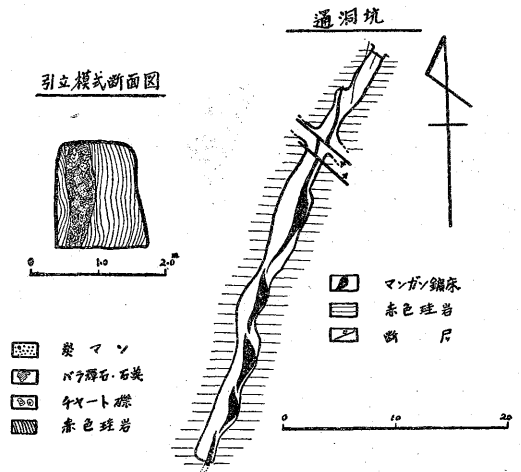 通洞坑
引立模式断面図
0 1.0 2.0 m
マンガン鉱床
赤色珪岩
断層
炭マン
バラ輝石・石英
チャート礫
赤色珪岩
0 10 20